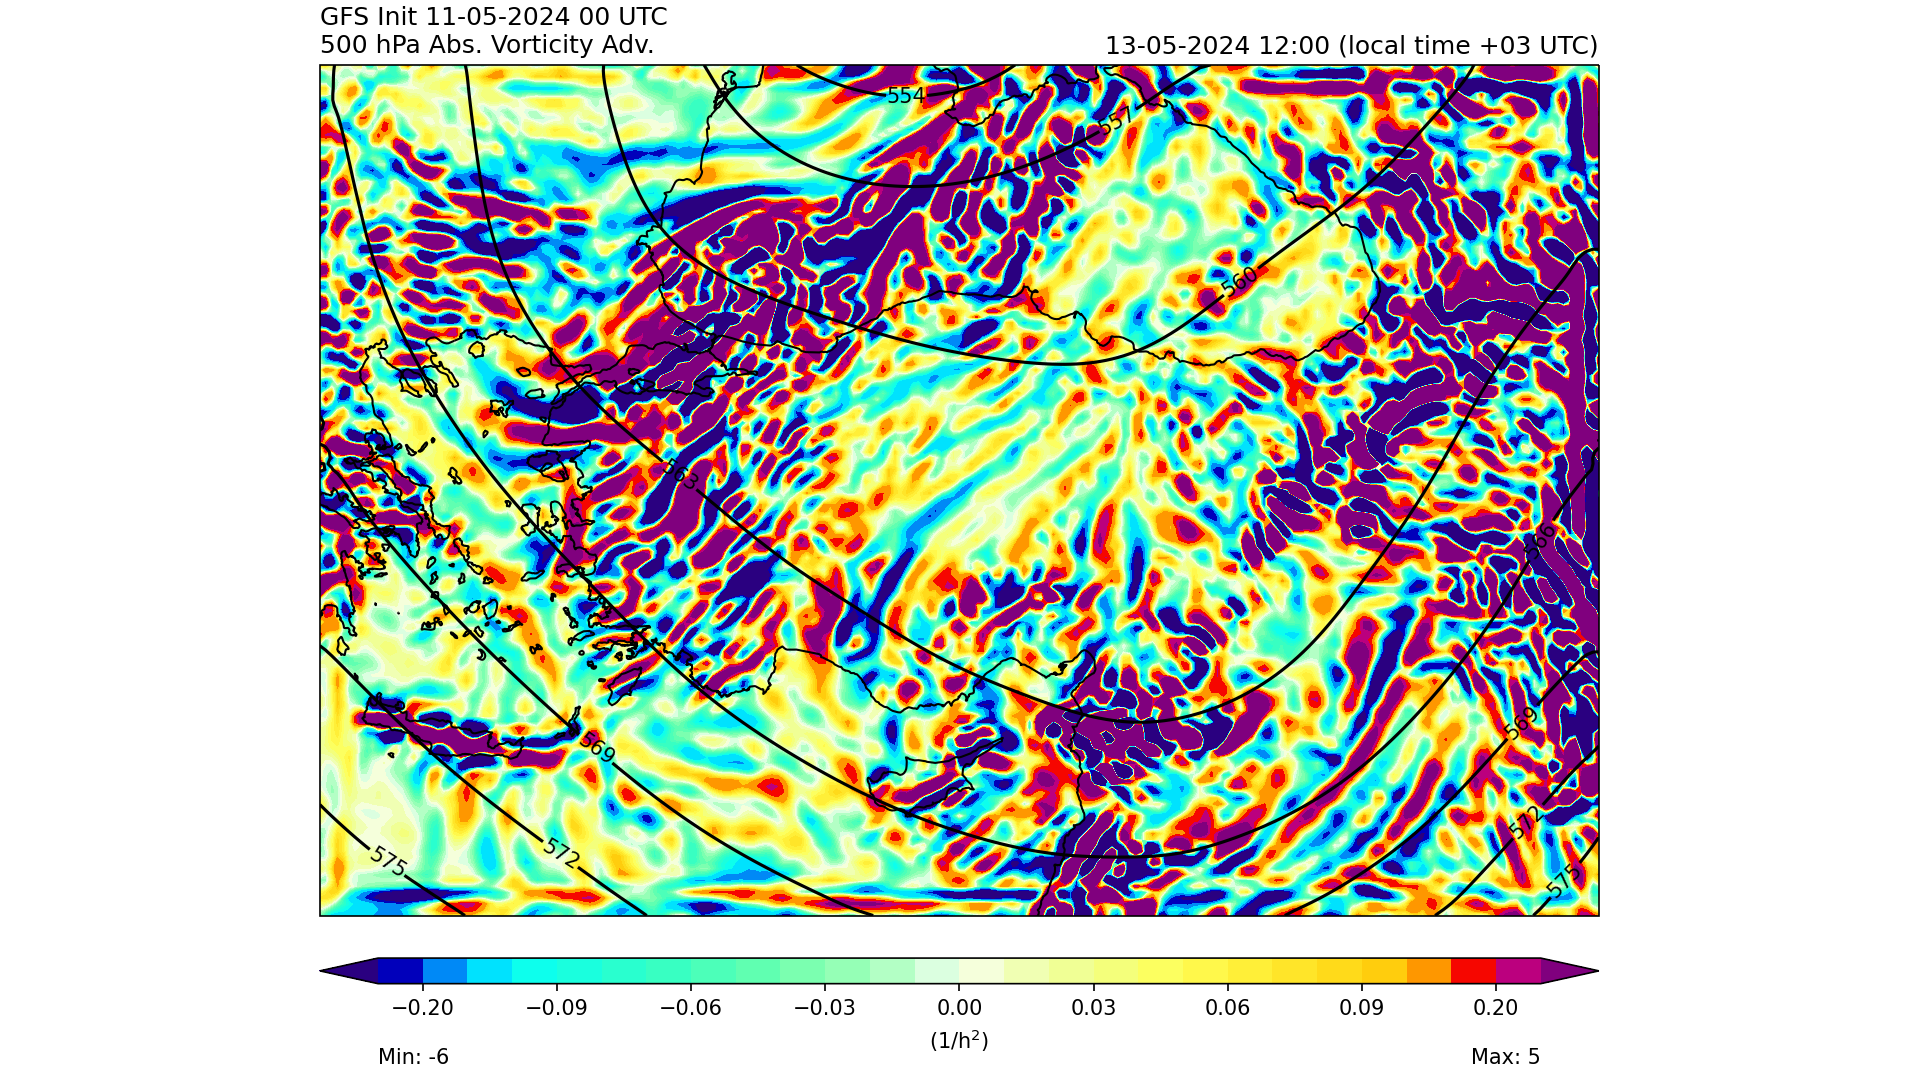 GFS Init 11-05-2024 00 UTC
500 hPa Abs. Vorticity Adv.
13-05-2024 12:00 (local time +03 UTC)
554
557
560
563
566
569
569
572
572
575
575
−0.20 −0.09 −0.06 −0.03 0.00 0.03 0.06 0.09 0.20
(1/h²)
Min: -6
Max: 5